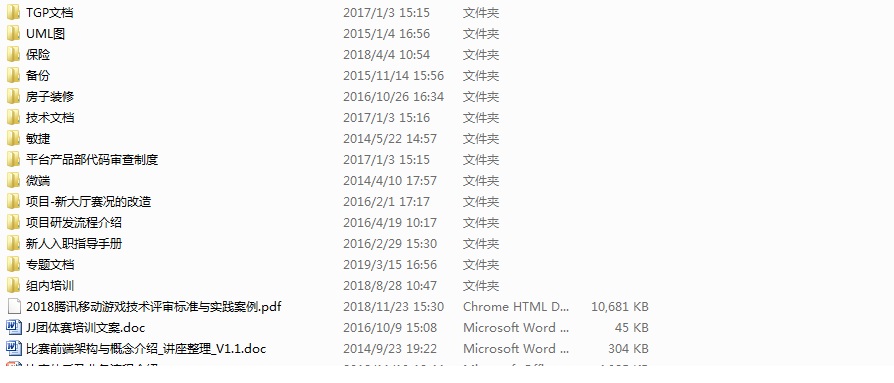 TGP文档 2017/1/3 15:15 文件夹
UML图 2015/1/4 16:56 文件夹
保险 2018/4/4 10:54 文件夹
备份 2015/11/14 15:56 文件夹
房子装修 2016/10/26 16:34 文件夹
技术文档 2017/1/3 15:16 文件夹
敏捷 2014/5/22 14:57 文件夹
平台产品部代码审查制度 2017/1/3 15:15 文件夹
微端 2014/4/10 17:57 文件夹
项目-新大厅赛况的改造 2016/2/1 17:17 文件夹
项目研发流程介绍 2016/4/19 10:17 文件夹
新人入职指导手册 2016/2/29 15:30 文件夹
专题文档 2019/3/15 16:56 文件夹
组内培训 2018/8/28 10:47 文件夹
2018腾讯移动游戏技术评审标准与实践案例.pdf 2018/11/23 15:30 Chrome HTML D... 10,681 KB
JJ团体赛培训文案.doc 2016/10/9 15:08 Microsoft Word ... 45 KB
比赛前端架构与概念介绍_讲座整理_V1.1.doc 2014/9/23 19:22 Microsoft Word ... 304 KB